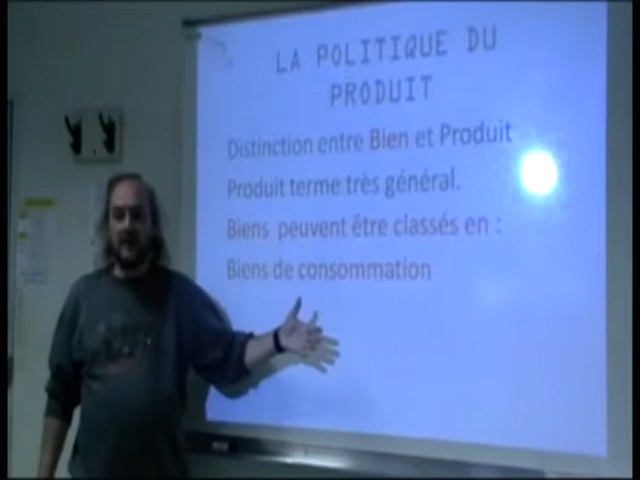 LA POLITIQUE DU
PRODUIT
Distinction entre Bien et Produit
Produit terme très général.
Biens peuvent être classés en :
Biens de consommation